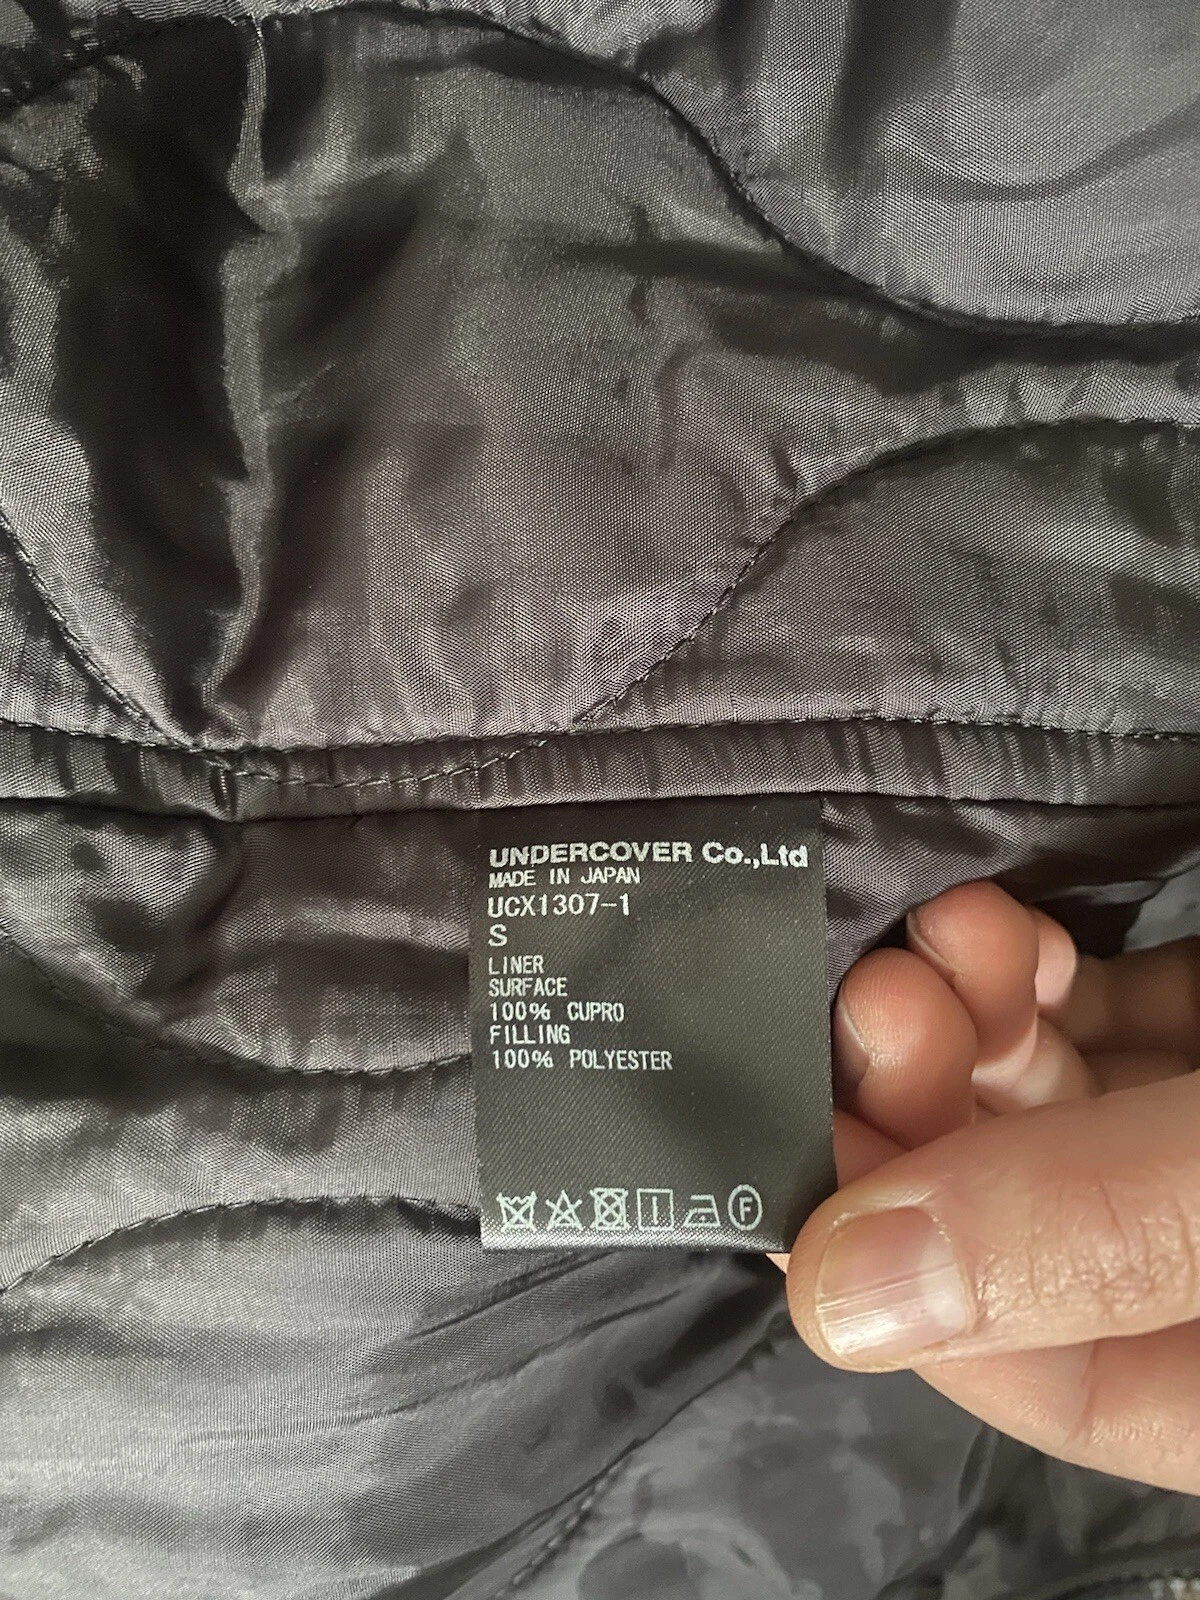 UNDERCOVER Co.,Ltd
MADE IN JAPAN
UCX1307-1
S
LINER
SURFACE
100% CUPRO
FILLING
100% POLYESTER
F